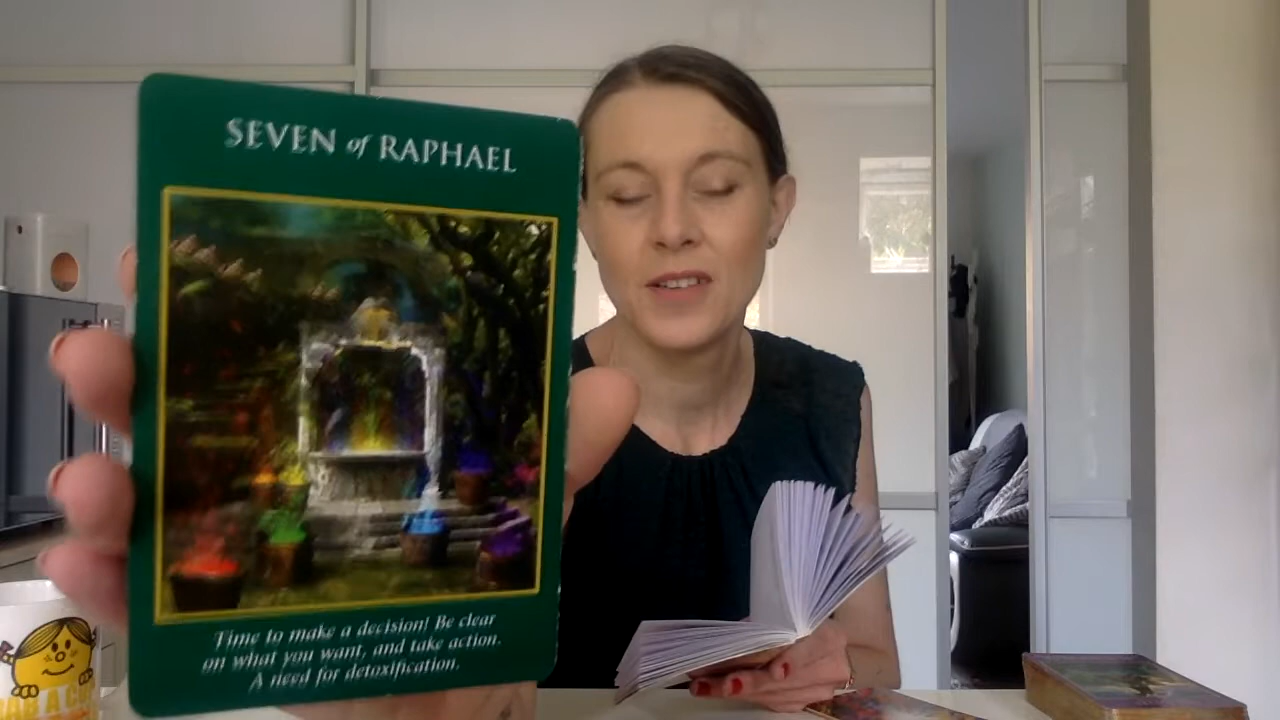 SEVEN of RAPHAEL
Time to make a decision! Be clear
on what you want, and take action.
A need for detoxification.